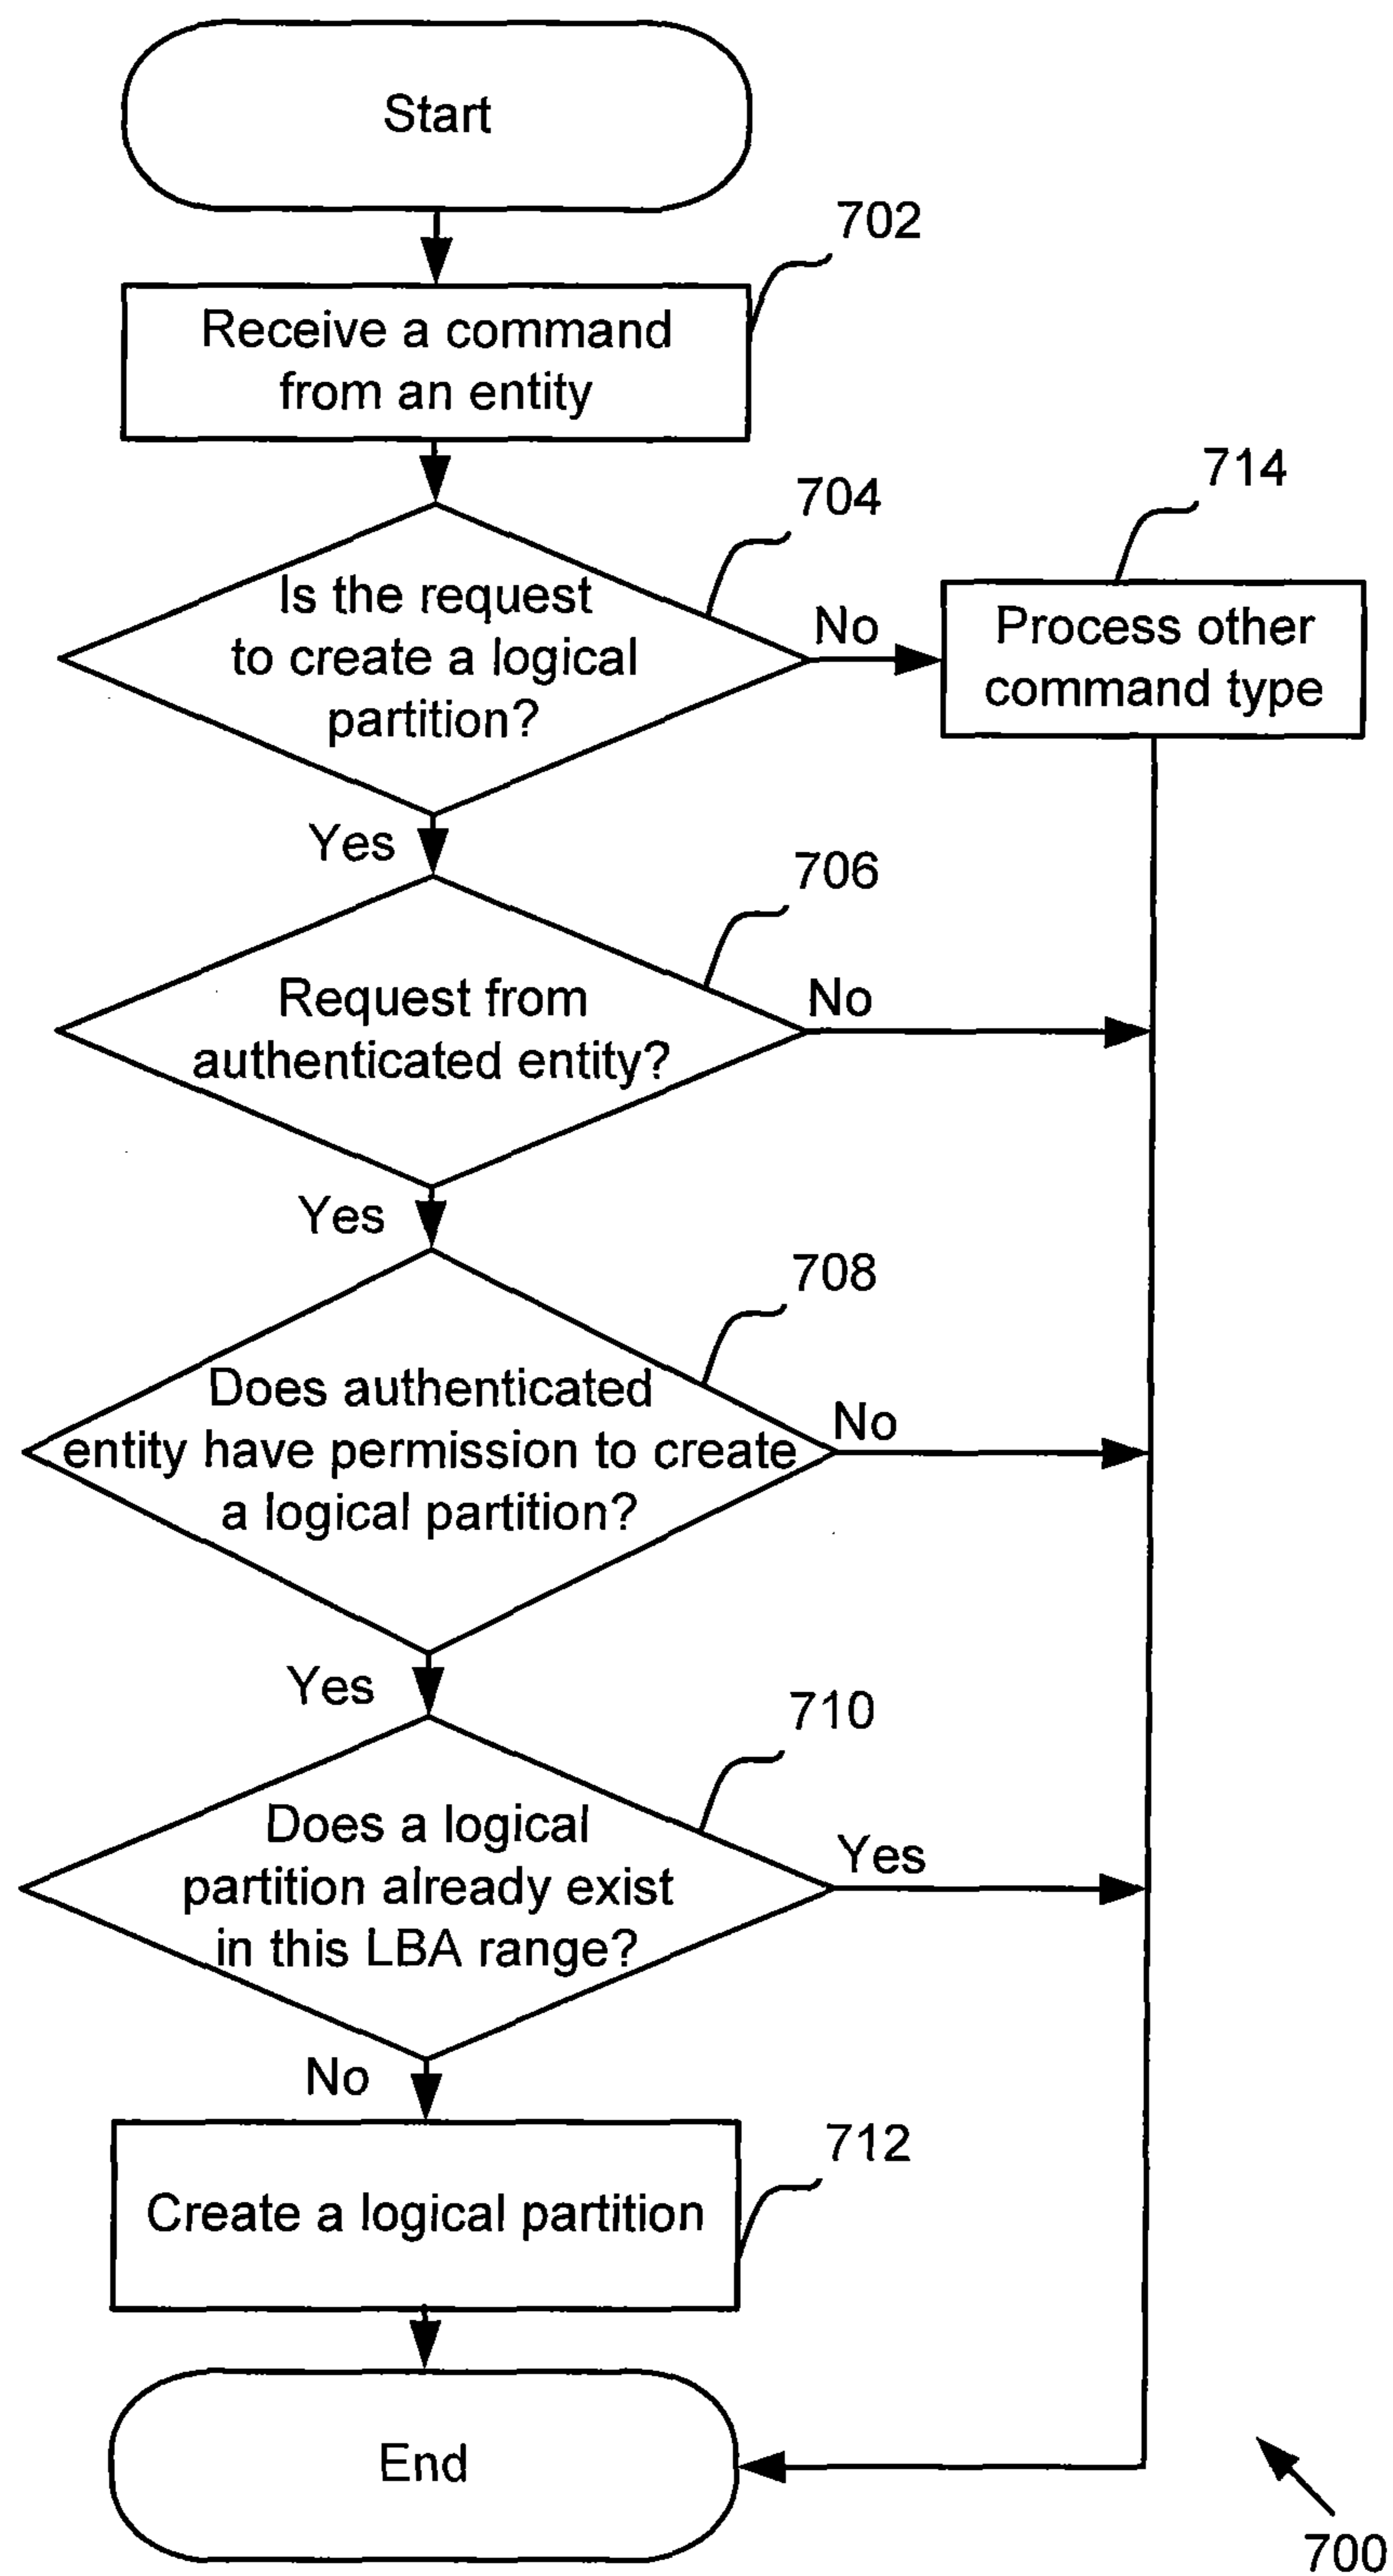 Start
702
Receive a command
from an entity
704
714
Is the request
to create a logical
partition?
No
Process other
command type
Yes
706
Request from
authenticated entity?
No
Yes
708
Does authenticated
entity have permission to create
a logical partition?
No
Yes
710
Does a logical
partition already exist
in this LBA range?
Yes
No
712
Create a logical partition
End
700